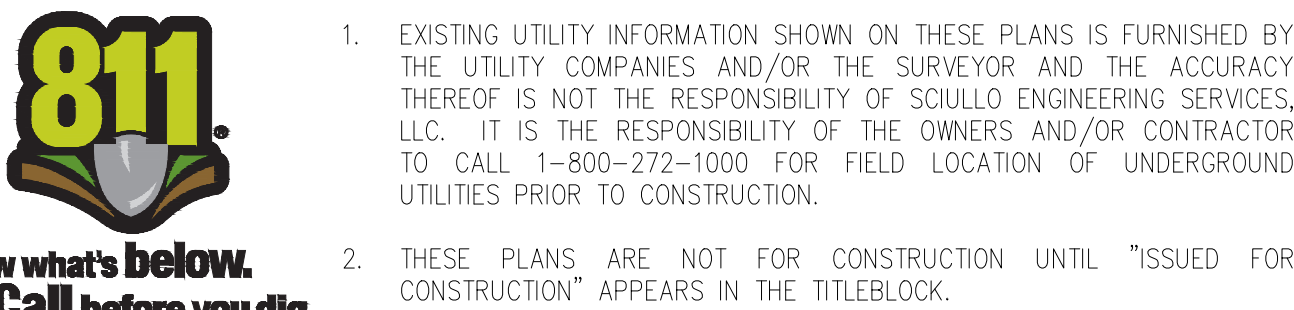 811
w what's below.
Call before you dig
1. EXISTING UTILITY INFORMATION SHOWN ON THESE PLANS IS FURNISHED BY
THE UTILITY COMPANIES AND/OR THE SURVEYOR AND THE ACCURACY
THEREOF IS NOT THE RESPONSIBILITY OF SCIULLO ENGINEERING SERVICES,
LLC. IT IS THE RESPONSIBILITY OF THE OWNERS AND/OR CONTRACTOR
TO CALL 1-800-272-1000 FOR FIELD LOCATION OF UNDERGROUND
UTILITIES PRIOR TO CONSTRUCTION.
2. THESE PLANS ARE NOT FOR CONSTRUCTION UNTIL "ISSUED FOR
CONSTRUCTION" APPEARS IN THE TITLEBLOCK.